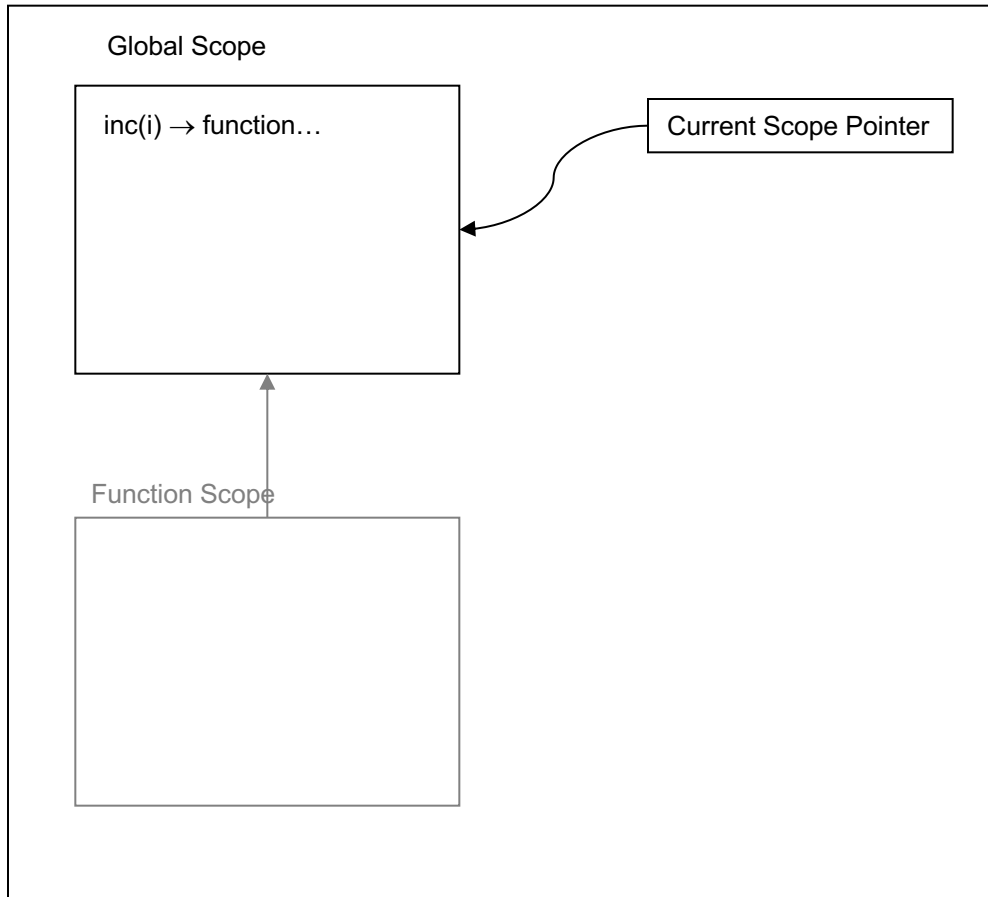 Global Scope
inc(i) → function…
Current Scope Pointer
Function Scope